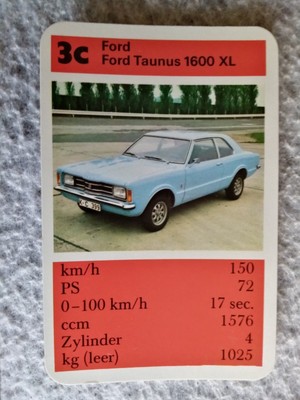 3c
Ford
Ford Taunus 1600 XL
K-C 399
km/h 150
PS 72
0–100 km/h 17 sec.
ccm 1576
Zylinder 4
kg (leer) 1025